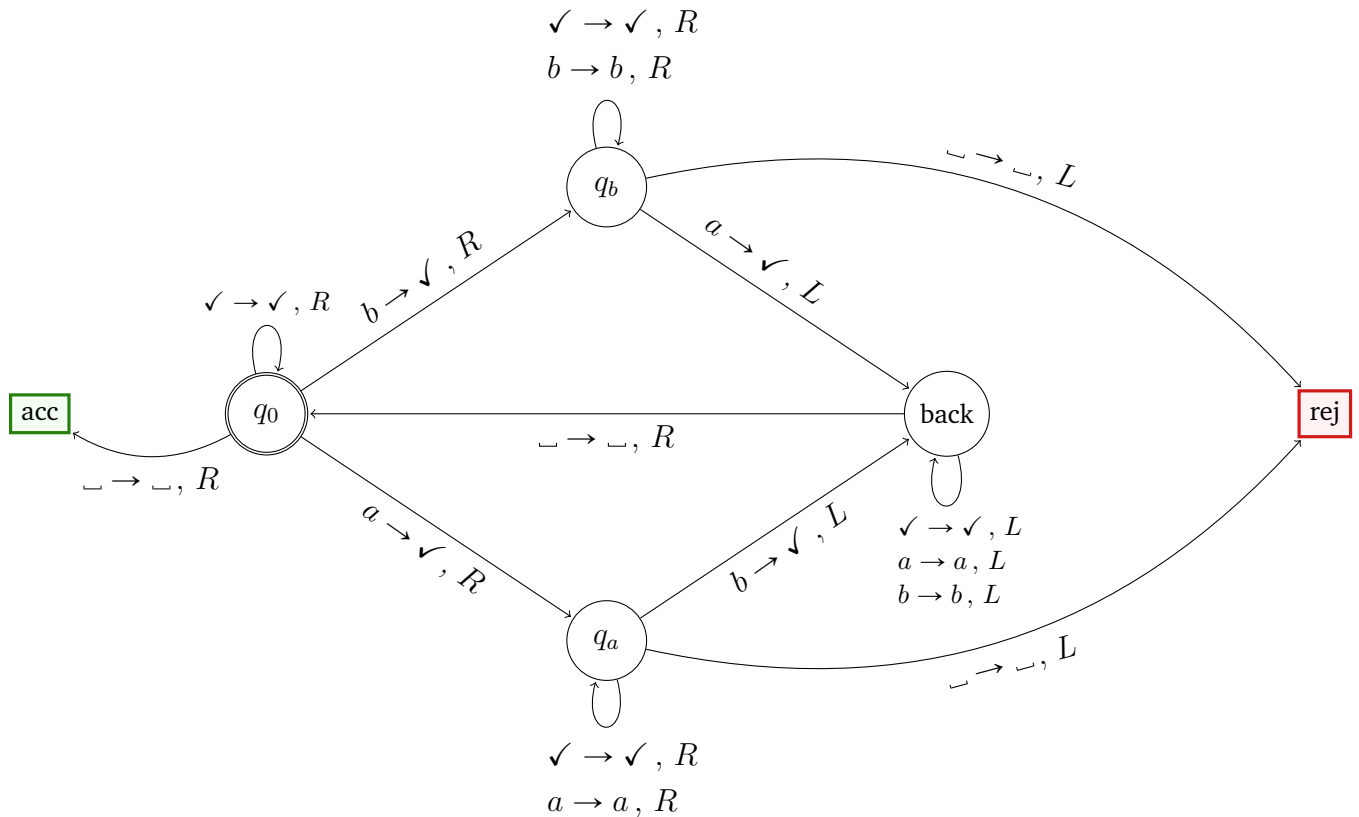 ✓ → ✓ , R
b → b , R
q_b
␣ → ␣, L
a → ✓, L
b → ✓, R
✓ → ✓ , R
acc
q_0
back
rej
␣ → ␣, R
␣ → ␣, R
a → ✓, R
b → ✓, L
✓ → ✓ , L
a → a , L
b → b , L
q_a
␣ → ␣, L
✓ → ✓ , R
a → a , R